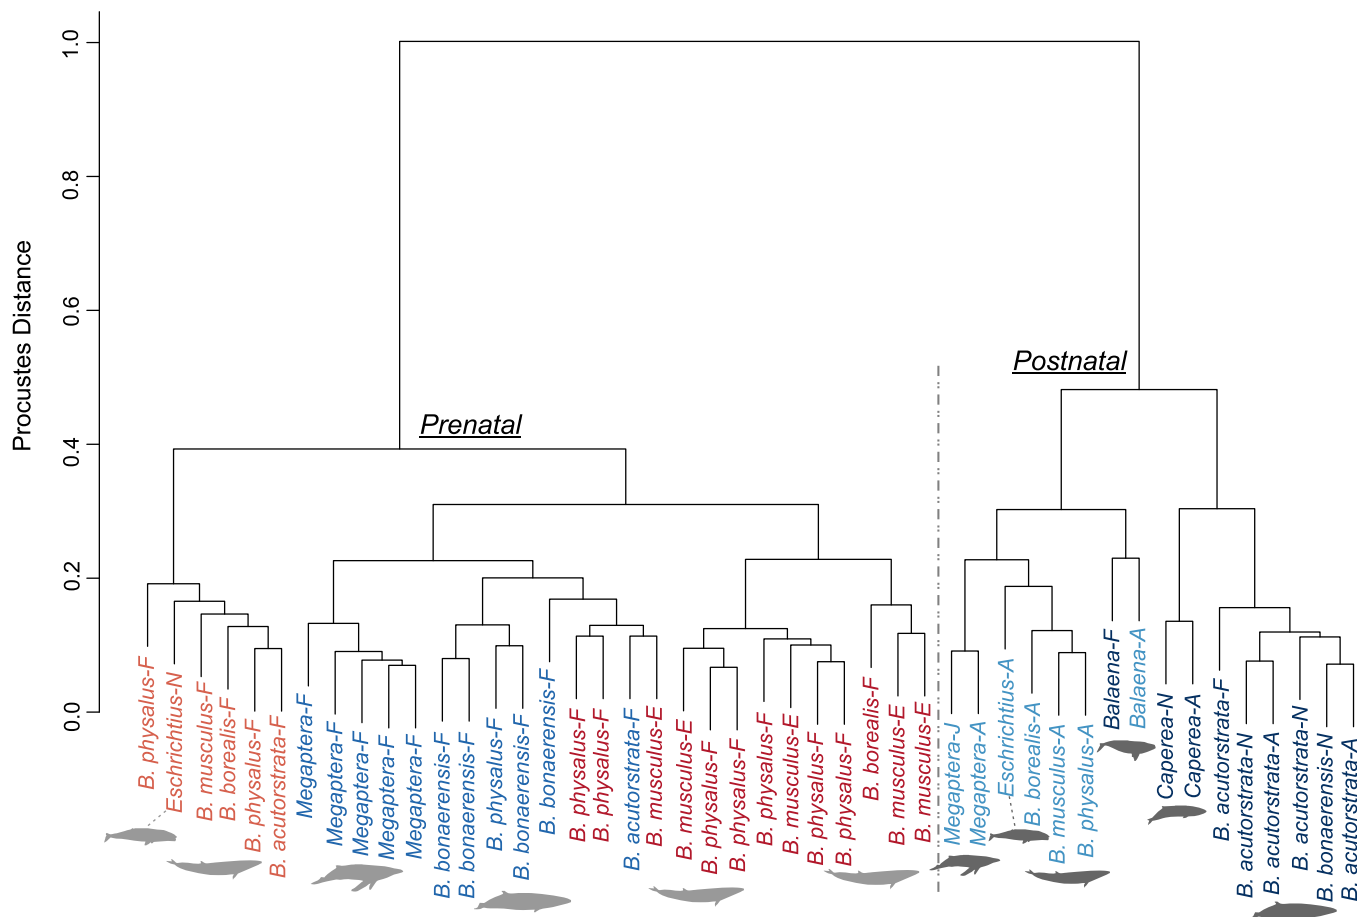 Procustes Distance
1.0
0.8
0.6
0.4
0.2
0.0
Prenatal
Postnatal
B. physalus-F
Eschrichtius-N
B. musculus-F
B. borealis-F
B. physalus-F
B. acutorstrata-F
Megaptera-F
Megaptera-F
Megaptera-F
Megaptera-F
Megaptera-F
B. bonaerensis-F
B. bonaerensis-F
B. physalus-F
B. bonaerensis-F
B. bonaerensis-F
B. physalus-F
B. physalus-F
B. acutorstrata-F
B. musculus-E
B. musculus-E
B. physalus-F
B. physalus-F
B. physalus-F
B. musculus-E
B. physalus-F
B. physalus-F
B. borealis-F
B. musculus-E
B. musculus-E
Megaptera-J
Megaptera-A
Eschrichtius-A
B. borealis-A
B. musculus-A
B. physalus-A
Balaena-F
Balaena-A
Caperea-N
Caperea-A
B. acutorstrata-F
B. acutorstrata-N
B. acutorstrata-A
B. acutorstrata-N
B. bonaerensis-N
B. acutorstrata-A